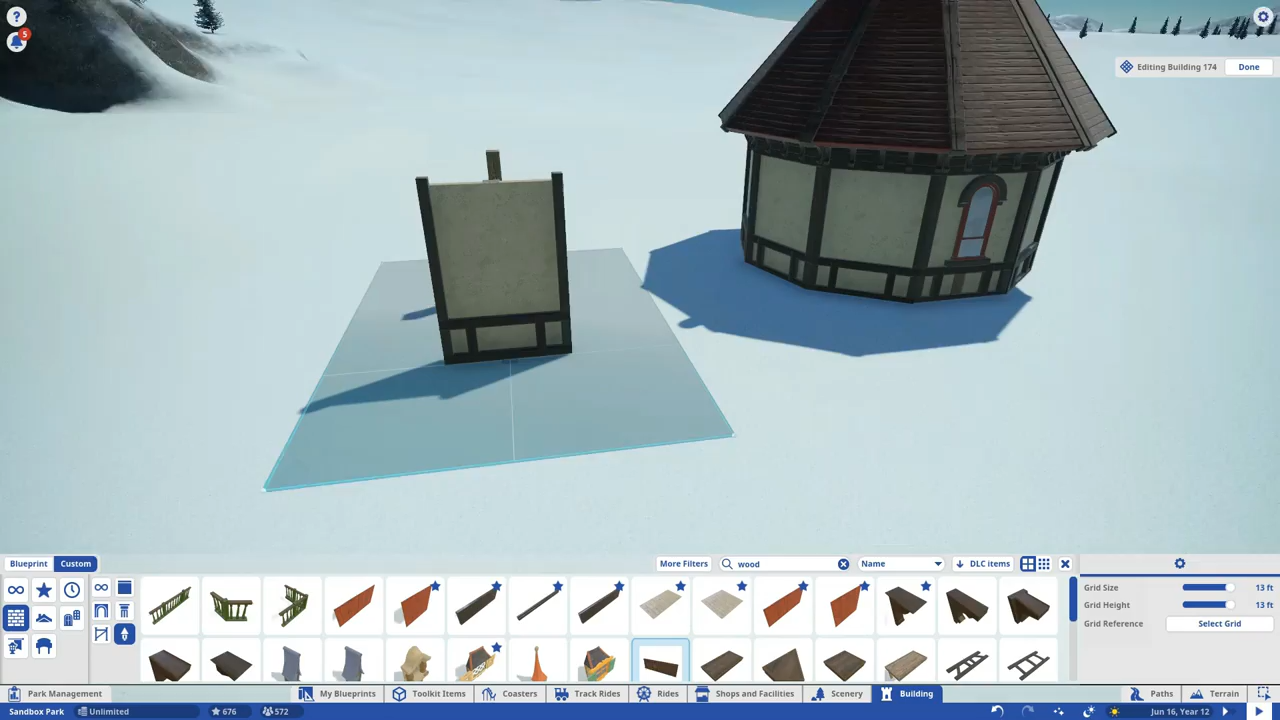 ?
5
Editing Building 174 Done
Blueprint Custom More Filters wood Name DLC items
Grid Size 13 ft
Grid Height 13 ft
Grid Reference Select Grid
Park Management My Blueprints Toolkit Items Coasters Track Rides Rides Shops and Facilities Scenery Building Paths Terrain
Sandbox Park Unlimited 676 572 Jun 16, Year 12